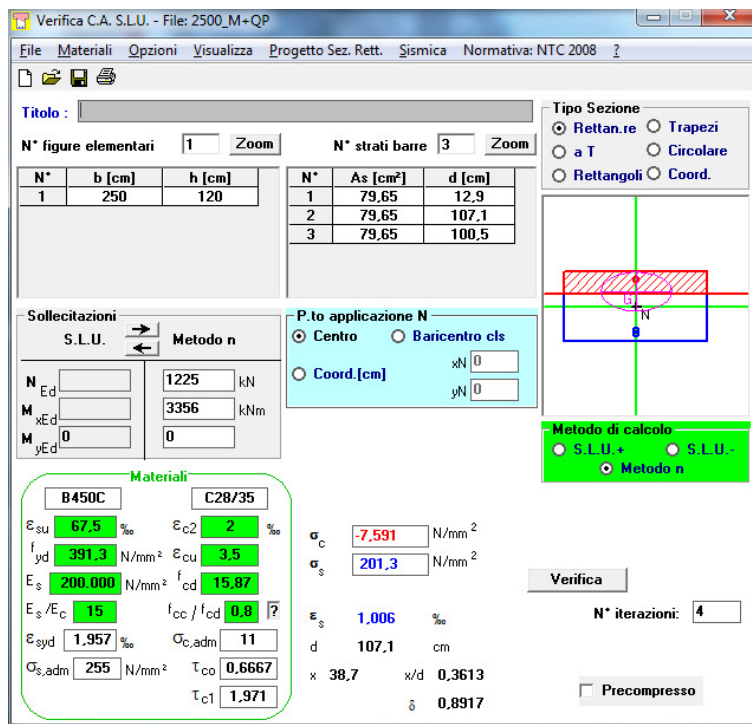 Verifica C.A. S.L.U. - File: 2500_M+QP
File Materiali Opzioni Visualizza Progetto Sez. Rett. Sismica Normativa: NTC 2008 ?
Titolo :
N° figure elementari 1 Zoom N° strati barre 3 Zoom
N° b [cm] h [cm]
1 250 120
N° As [cm²] d [cm]
1 79,65 12,9
2 79,65 107,1
3 79,65 100,5
Tipo Sezione
Rettan.re Trapezi
a T Circolare
Rettangoli Coord.
G
N
Sollecitazioni
S.L.U. Metodo n
N Ed 1225 kN
M xEd 3356 kNm
M yEd 0 0
P.to applicazione N
Centro Baricentro cls
Coord.[cm] xN 0
yN 0
Metodo di calcolo
S.L.U.+ S.L.U.-
Metodo n
Materiali
B450C C28/35
εsu 67,5 ‰ εc2 2 ‰
fyd 391,3 N/mm² εcu 3,5
Es 200.000 N/mm² fcd 15,87
Es/Ec 15 fcc/fcd 0,8 ?
εsyd 1,957 ‰ σc,adm 11
σs,adm 255 N/mm² τco 0,6667
τc1 1,971
σc -7,591 N/mm²
σs 201,3 N/mm²
εs 1,006 ‰
d 107,1 cm
x 38,7 x/d 0,3613
δ 0,8917
Verifica
N° iterazioni: 4
Precompresso